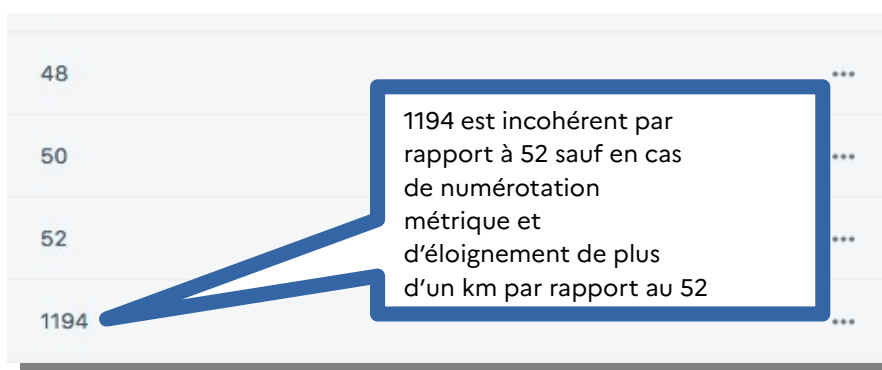 48
...
1194 est incohérent par
rapport à 52 sauf en cas
de numérotation
métrique et
d'éloignement de plus
d'un km par rapport au 52
50
...
52
...
1194
...